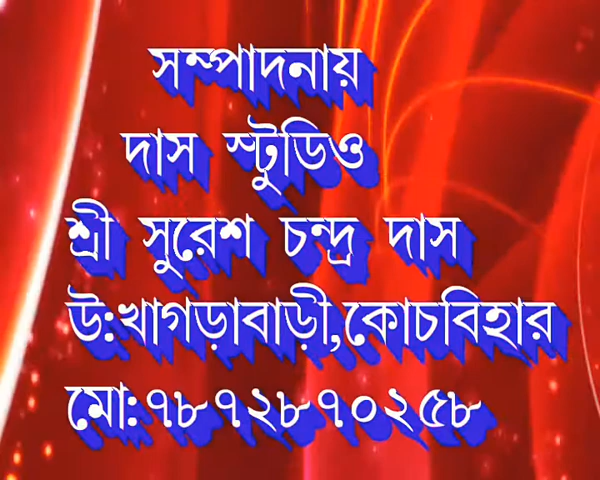 সম্পাদনায়
দাস স্টুডিও
শ্রী সুরেশ চন্দ্র দাস
উ:খাগড়াবাড়ী,কোচবিহার
মো:৭৮৭২৮৭০২৫৮